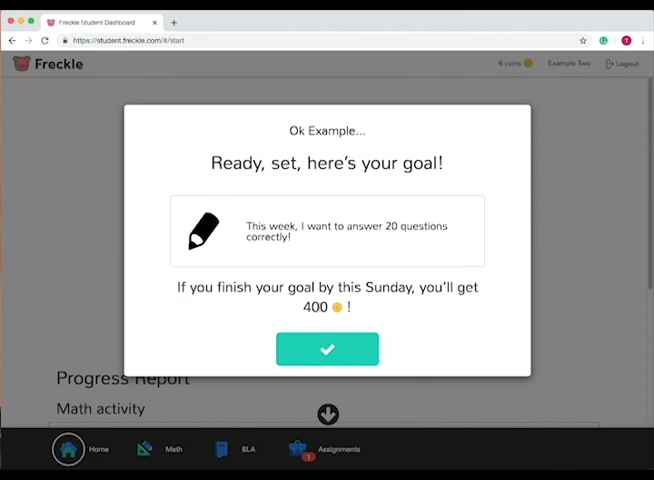 Freckle Student Dashboard
https://student.freckle.com/#/start
T
Freckle
6 coins
Example Two
Logout
Ok Example...
Ready, set, here's your goal!
This week, I want to answer 20 questions
correctly!
If you finish your goal by this Sunday, you'll get
400 !
Progress Report
Math activity
Home
Math
ELA
Assignments